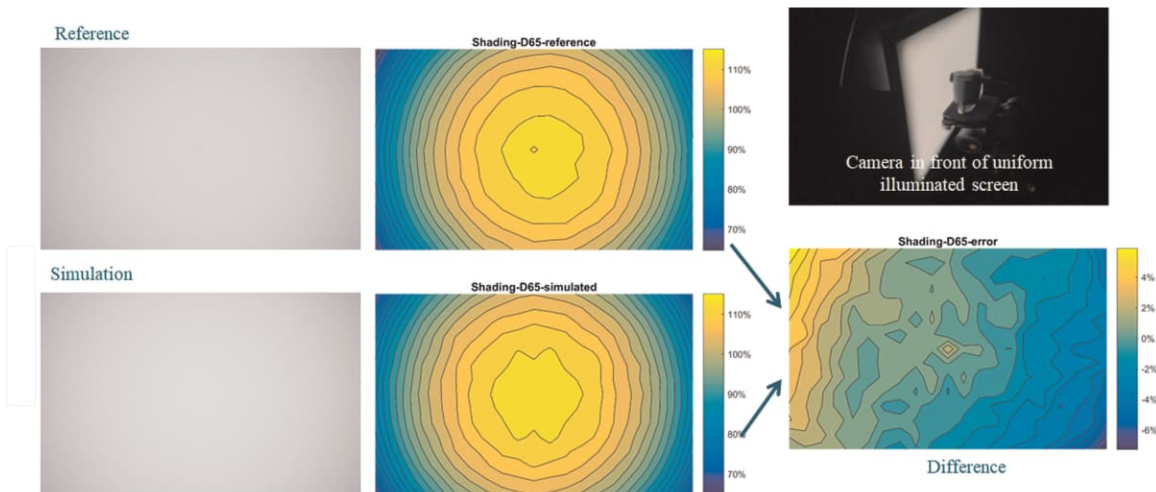 Reference
Shading-D65-reference
110%
100%
90%
80%
70%
Camera in front of uniform
illuminated screen
Simulation
Shading-D65-simulated
110%
100%
90%
80%
70%
Shading-D65-error
4%
2%
0%
-2%
-4%
-6%
Difference